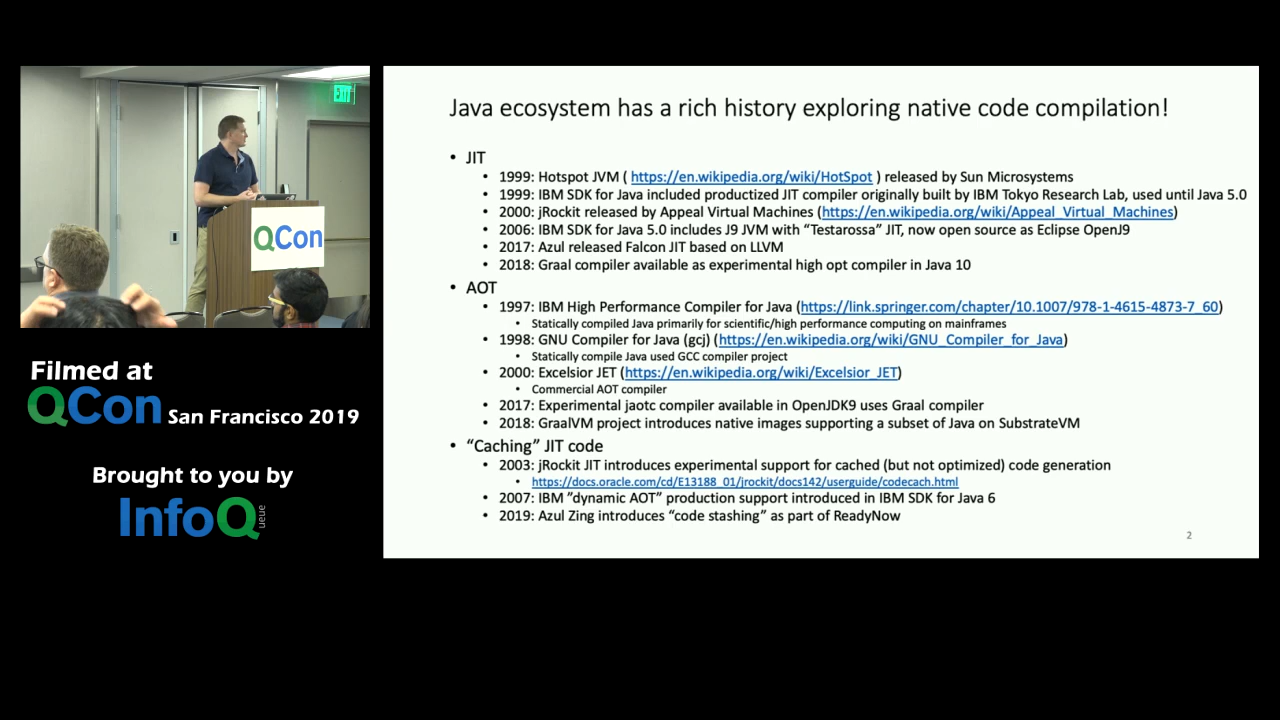 EXIT
QCon
Filmed at
QCon San Francisco 2019
Brought to you by
InfoQ
ueue
Java ecosystem has a rich history exploring native code compilation!
• JIT
• 1999: Hotspot JVM ( https://en.wikipedia.org/wiki/HotSpot ) released by Sun Microsystems
• 1999: IBM SDK for Java included productized JIT compiler originally built by IBM Tokyo Research Lab, used until Java 5.0
• 2000: jRockit released by Appeal Virtual Machines (https://en.wikipedia.org/wiki/Appeal_Virtual_Machines)
• 2006: IBM SDK for Java 5.0 includes J9 JVM with “Testarossa” JIT, now open source as Eclipse OpenJ9
• 2017: Azul released Falcon JIT based on LLVM
• 2018: Graal compiler available as experimental high opt compiler in Java 10
• AOT
• 1997: IBM High Performance Compiler for Java (https://link.springer.com/chapter/10.1007/978-1-4615-4873-7_60)
• Statically compiled Java primarily for scientific/high performance computing on mainframes
• 1998: GNU Compiler for Java (gcj) (https://en.wikipedia.org/wiki/GNU_Compiler_for_Java)
• Statically compile Java used GCC compiler project
• 2000: Excelsior JET (https://en.wikipedia.org/wiki/Excelsior_JET)
• Commercial AOT compiler
• 2017: Experimental jaotc compiler available in OpenJDK9 uses Graal compiler
• 2018: GraalVM project introduces native images supporting a subset of Java on SubstrateVM
• “Caching” JIT code
• 2003: jRockit JIT introduces experimental support for cached (but not optimized) code generation
• https://docs.oracle.com/cd/E13188_01/jrockit/docs142/userguide/codecach.html
• 2007: IBM ”dynamic AOT” production support introduced in IBM SDK for Java 6
• 2019: Azul Zing introduces “code stashing” as part of ReadyNow
2